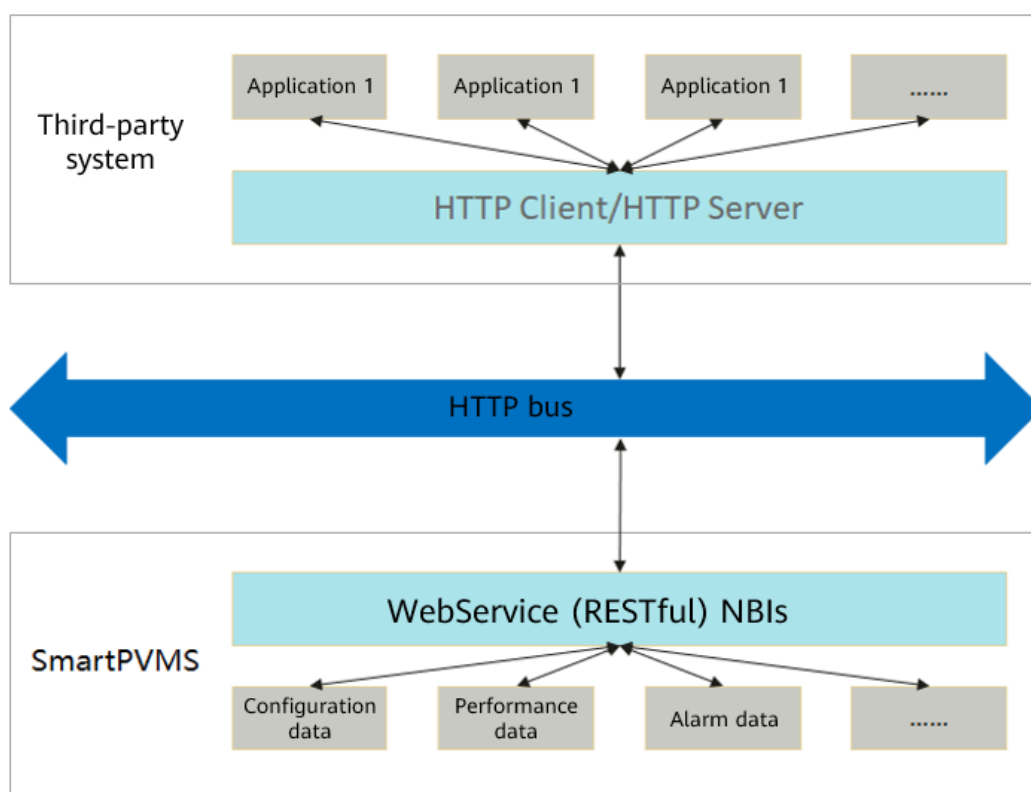 Application 1
Application 1
Application 1
......
Third-party
system
HTTP Client/HTTP Server
HTTP bus
WebService (RESTful) NBIs
SmartPVMS
Configuration
data
Performance
data
Alarm data
......